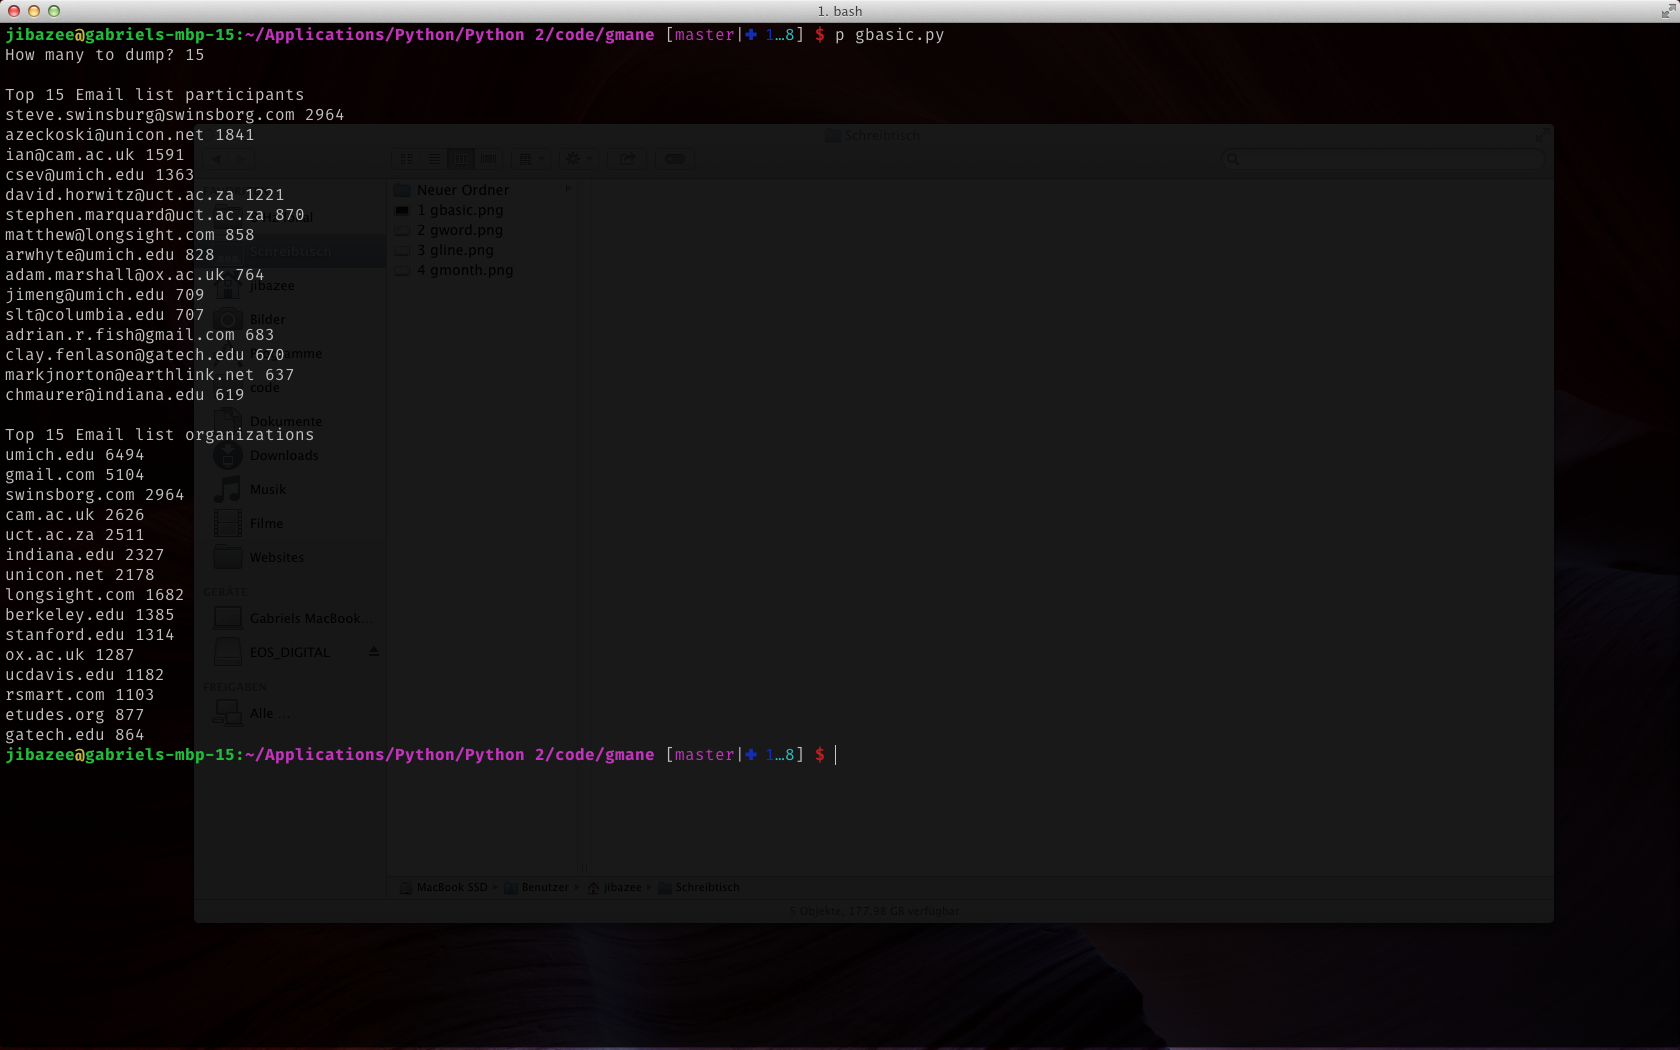 1. bash
jibazee@gabriels-mbp-15:~/Applications/Python/Python 2/code/gmane [master|✚ 1…8] $ p gbasic.py
How many to dump? 15
Top 15 Email list participants
steve.swinsburg@swinsborg.com 2964
azeckoski@unicon.net 1841
ian@cam.ac.uk 1591
csev@umich.edu 1363
david.horwitz@uct.ac.za 1221
stephen.marquard@uct.ac.za 870
matthew@longsight.com 858
arwhyte@umich.edu 828
adam.marshall@ox.ac.uk 764
jimeng@umich.edu 709
slt@columbia.edu 707
adrian.r.fish@gmail.com 683
clay.fenlason@gatech.edu 670
markjnorton@earthlink.net 637
chmaurer@indiana.edu 619
Top 15 Email list organizations
umich.edu 6494
gmail.com 5104
swinsborg.com 2964
cam.ac.uk 2626
uct.ac.za 2511
indiana.edu 2327
unicon.net 2178
longsight.com 1682
berkeley.edu 1385
stanford.edu 1314
ox.ac.uk 1287
ucdavis.edu 1182
rsmart.com 1103
etudes.org 877
gatech.edu 864
jibazee@gabriels-mbp-15:~/Applications/Python/Python 2/code/gmane [master|✚ 1…8] $
Schreibtisch
Schreibtisch
jibazee
Bilder
code
Dokumente
Downloads
Musik
Filme
Websites
GERÄTE
Gabriels MacBook…
EOS_DIGITAL
FREIGABEN
Alle …
Neuer Ordner
1 gbasic.png
2 gword.png
3 gline.png
4 gmonth.png
MacBook SSD
Benutzer
jibazee
Schreibtisch
5 Objekte, 177,98 GB verfügbar